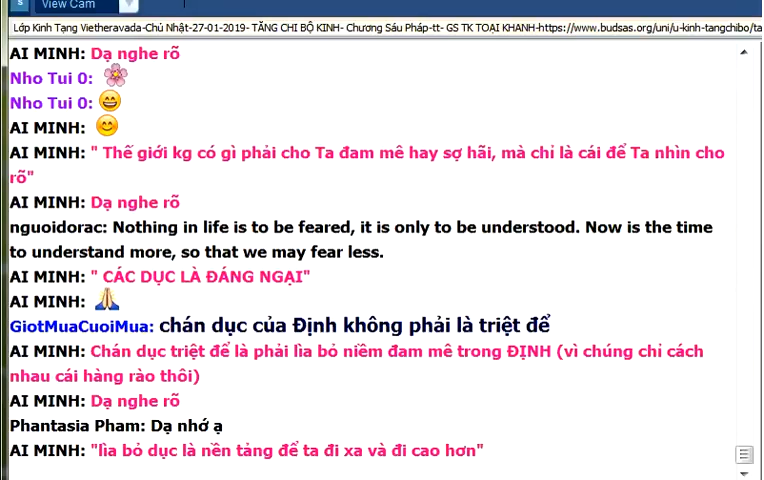 View Cam
Lớp Kinh Tạng Vietheravada-Chủ Nhật-27-01-2019- TĂNG CHI BỘ KINH- Chương Sáu Pháp-tt- GS TK TOẠI KHANH-https://www.budsas.org/uni/u-kinh-tangchibo/ta
AI MINH: Dạ nghe rõ
Nho Tui 0: 🌸
Nho Tui 0: 😄
AI MINH: 😊
AI MINH: " Thế giới kg có gì phải cho Ta đam mê hay sợ hãi, mà chỉ là cái để Ta nhìn cho
rõ"
AI MINH: Dạ nghe rõ
nguoidorac: Nothing in life is to be feared, it is only to be understood. Now is the time
to understand more, so that we may fear less.
AI MINH: " CÁC DỤC LÀ ĐÁNG NGẠI"
AI MINH: 🙏
GiotMuaCuoiMua: chán dục của Định không phải là triệt để
AI MINH: Chán dục triệt để là phải lìa bỏ niềm đam mê trong ĐỊNH (vì chúng chỉ cách
nhau cái hàng rào thôi)
AI MINH: Dạ nghe rõ
Phantasia Pham: Dạ nhớ ạ
AI MINH: "lìa bỏ dục là nền tảng để ta đi xa và đi cao hơn"